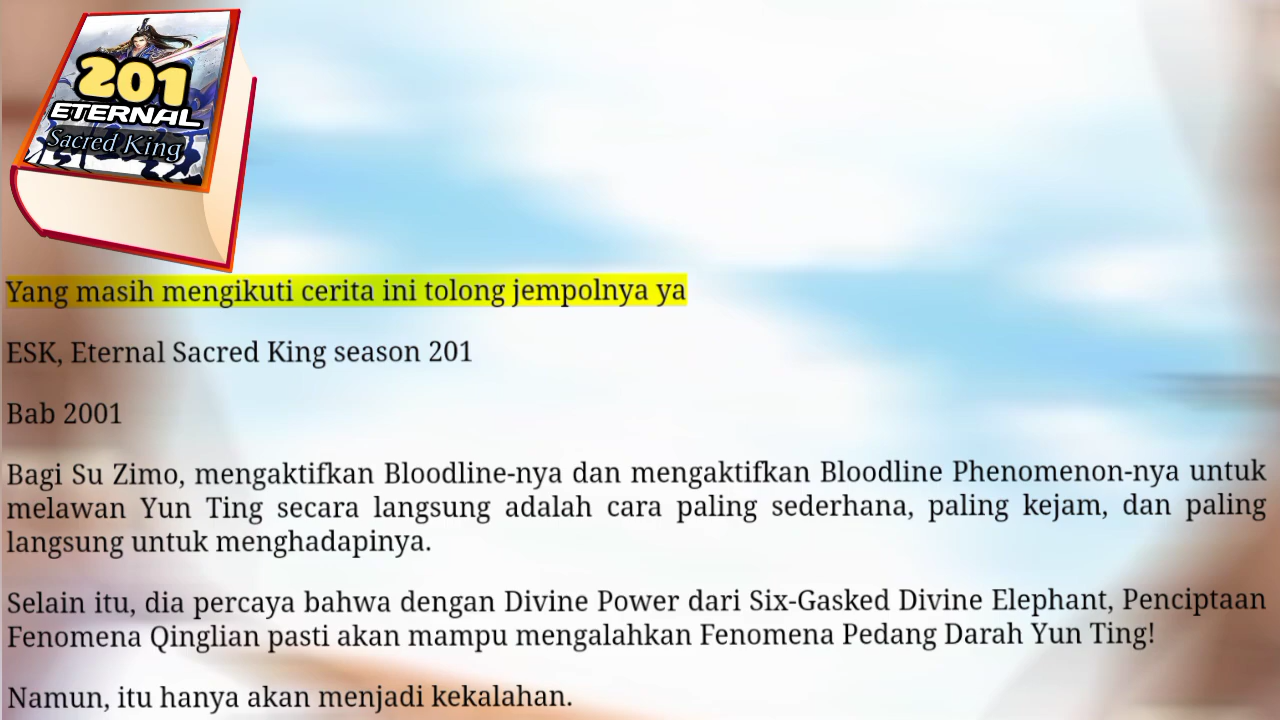 201
ETERNAL
Sacred King
Yang masih mengikuti cerita ini tolong jempolnya ya
ESK, Eternal Sacred King season 201
Bab 2001
Bagi Su Zimo, mengaktifkan Bloodline-nya dan mengaktifkan Bloodline Phenomenon-nya untuk
melawan Yun Ting secara langsung adalah cara paling sederhana, paling kejam, dan paling
langsung untuk menghadapinya.
Selain itu, dia percaya bahwa dengan Divine Power dari Six-Gasked Divine Elephant, Penciptaan
Fenomena Qinglian pasti akan mampu mengalahkan Fenomena Pedang Darah Yun Ting!
Namun, itu hanya akan menjadi kekalahan.